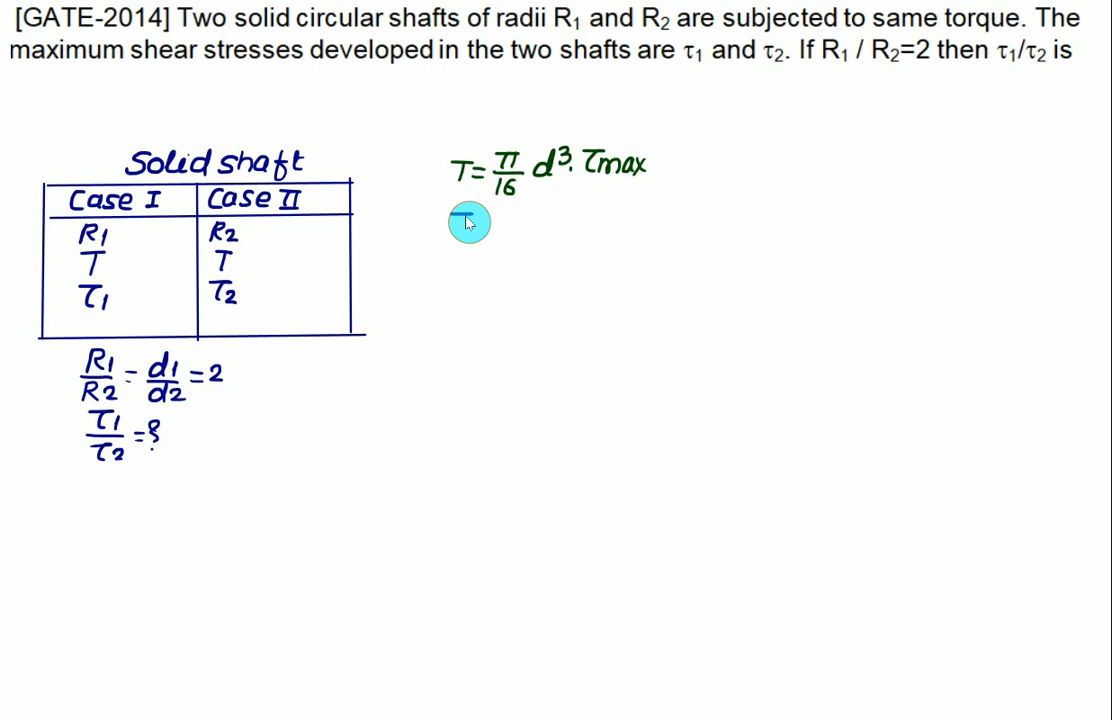 [GATE-2014] Two solid circular shafts of radii R₁ and R₂ are subjected to same torque. The
maximum shear stresses developed in the two shafts are τ₁ and τ₂. If R₁ / R₂=2 then τ₁/τ₂ is
Solid shaft
Case I Case II
R1 R2
T T
τ1 τ2
R1/R2 = d1/d2 = 2
τ1/τ2 = ?
T = π/16 d³. τmax